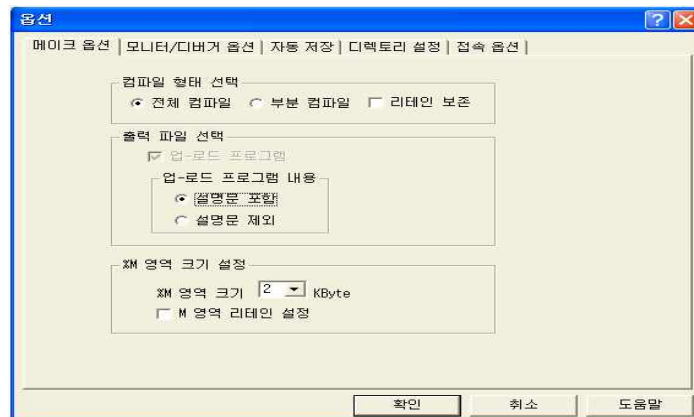 옵션
메이크 옵션 | 모니터/디버거 옵션 | 자동 저장 | 디렉토리 설정 | 접속 옵션 |
컴파일 형태 선택
전체 컴파일 부분 컴파일 리테인 보존
출력 파일 선택
업-로드 프로그램
업-로드 프로그램 내용
설명문 포함
설명문 제외
%M 영역 크기 설정
%M 영역 크기 2 KByte
M 영역 리테인 설정
확인 취소 도움말